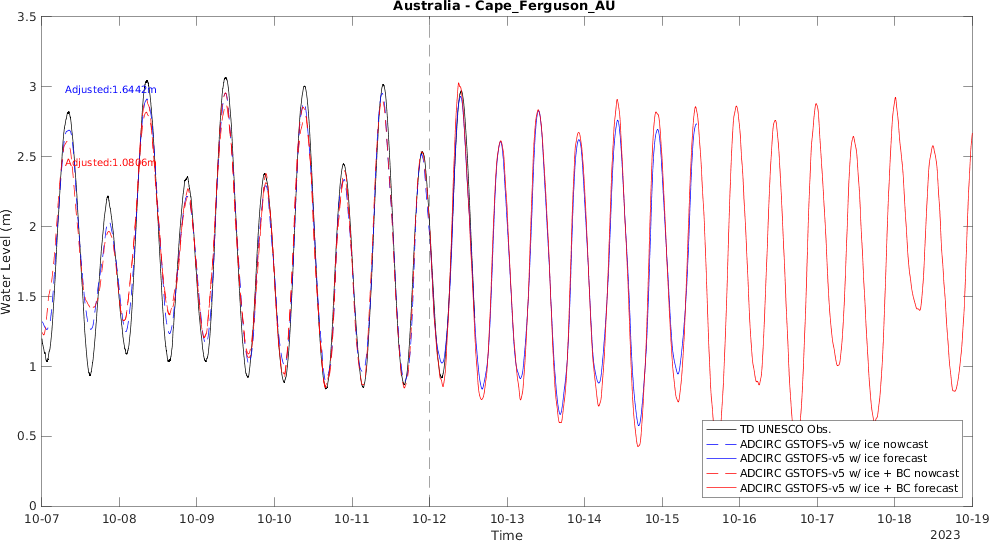 Australia - Cape_Ferguson_AU
3.5
3
2.5
2
1.5
1
0.5
0
Water Level (m)
Adjusted:1.6442m
Adjusted:1.0806m
TD UNESCO Obs.
ADCIRC GSTOFS-v5 w/ ice nowcast
ADCIRC GSTOFS-v5 w/ ice forecast
ADCIRC GSTOFS-v5 w/ ice + BC nowcast
ADCIRC GSTOFS-v5 w/ ice + BC forecast
10-07 10-08 10-09 10-10 10-11 10-12 10-13 10-14 10-15 10-16 10-17 10-18 10-19
Time
2023